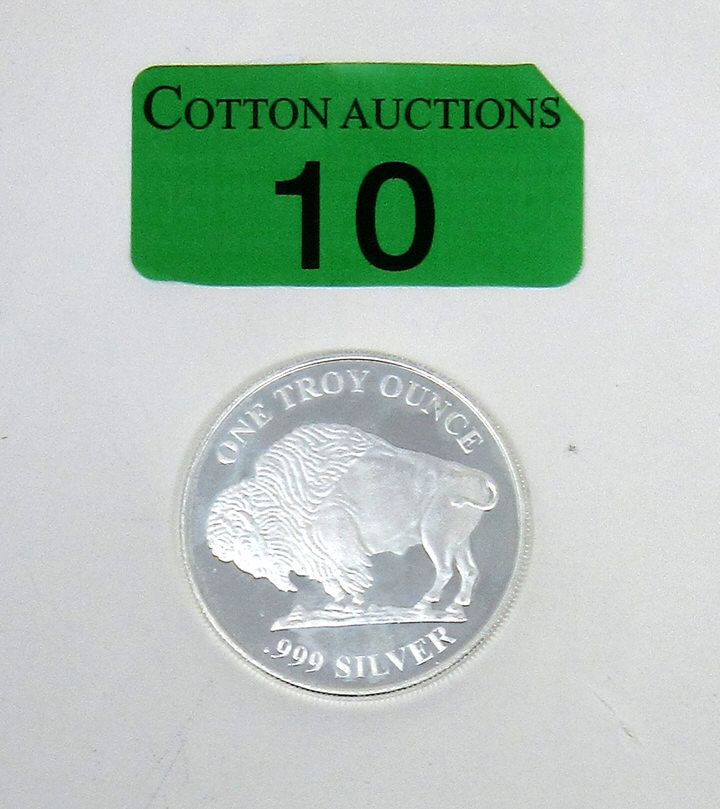 COTTON AUCTIONS
10
ONE TROY OUNCE
.999 SILVER